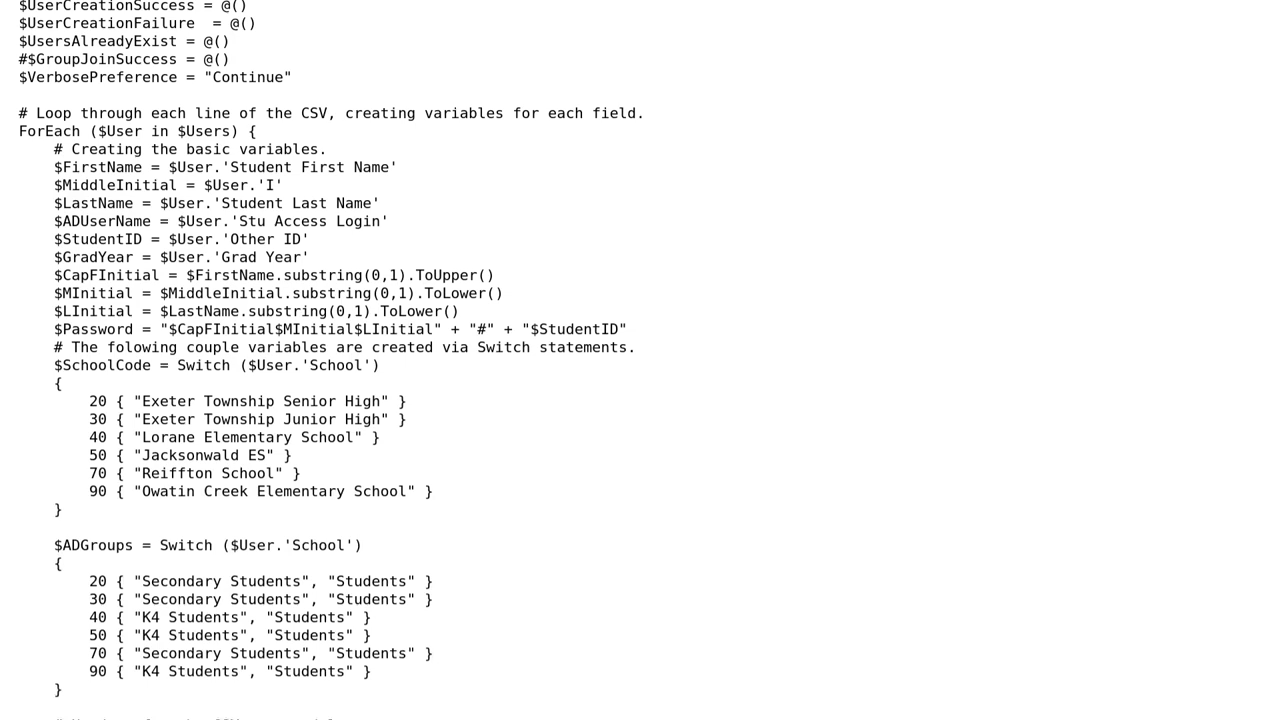 $UserCreationSuccess = @()
$UserCreationFailure  = @()
$UsersAlreadyExist = @()
#$GroupJoinSuccess = @()
$VerbosePreference = "Continue"

# Loop through each line of the CSV, creating variables for each field.
ForEach ($User in $Users) {
    # Creating the basic variables.
    $FirstName = $User.'Student First Name'
    $MiddleInitial = $User.'I'
    $LastName = $User.'Student Last Name'
    $ADUserName = $User.'Stu Access Login'
    $StudentID = $User.'Other ID'
    $GradYear = $User.'Grad Year'
    $CapFInitial = $FirstName.substring(0,1).ToUpper()
    $MInitial = $MiddleInitial.substring(0,1).ToLower()
    $LInitial = $LastName.substring(0,1).ToLower()
    $Password = "$CapFInitial$MInitial$LInitial" + "#" + "$StudentID"
    # The folowing couple variables are created via Switch statements.
    $SchoolCode = Switch ($User.'School')
    {
        20 { "Exeter Township Senior High" }
        30 { "Exeter Township Junior High" }
        40 { "Lorane Elementary School" }
        50 { "Jacksonwald ES" }
        70 { "Reiffton School" }
        90 { "Owatin Creek Elementary School" }
    }

    $ADGroups = Switch ($User.'School')
    {
        20 { "Secondary Students", "Students" }
        30 { "Secondary Students", "Students" }
        40 { "K4 Students", "Students" }
        50 { "K4 Students", "Students" }
        70 { "Secondary Students", "Students" }
        90 { "K4 Students", "Students" }
    }